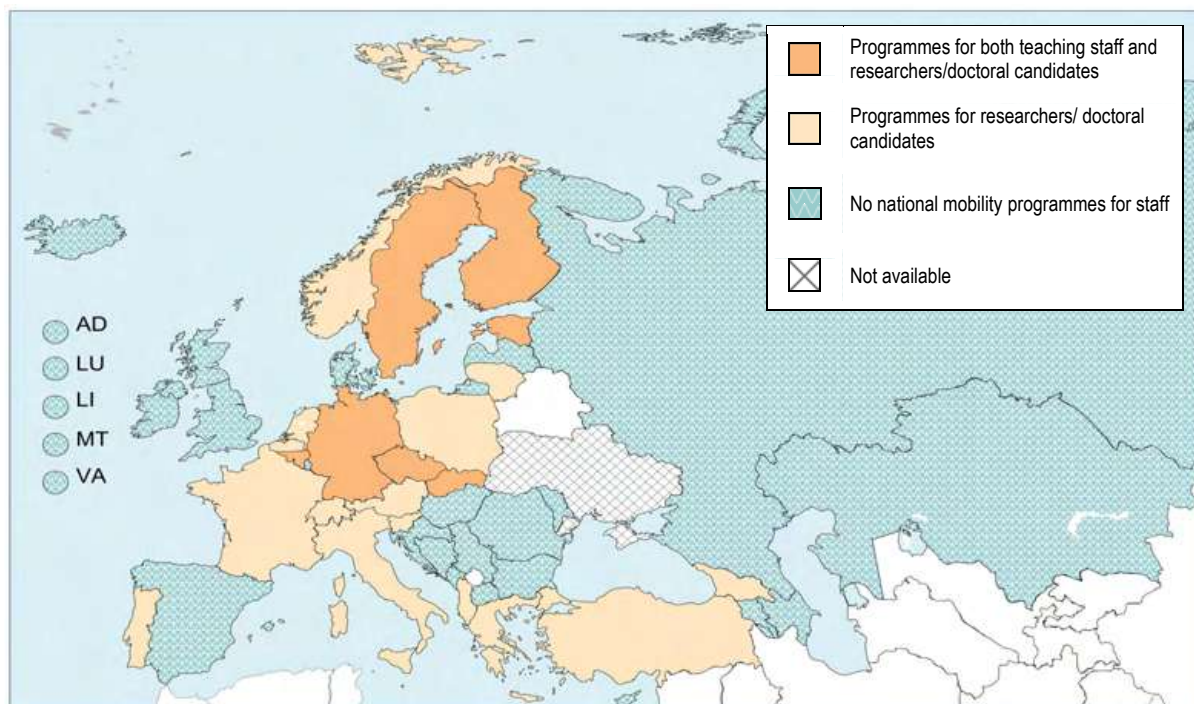 Programmes for both teaching staff and
researchers/doctoral candidates
Programmes for researchers/ doctoral
candidates
No national mobility programmes for staff
Not available
AD
LU
LI
MT
VA